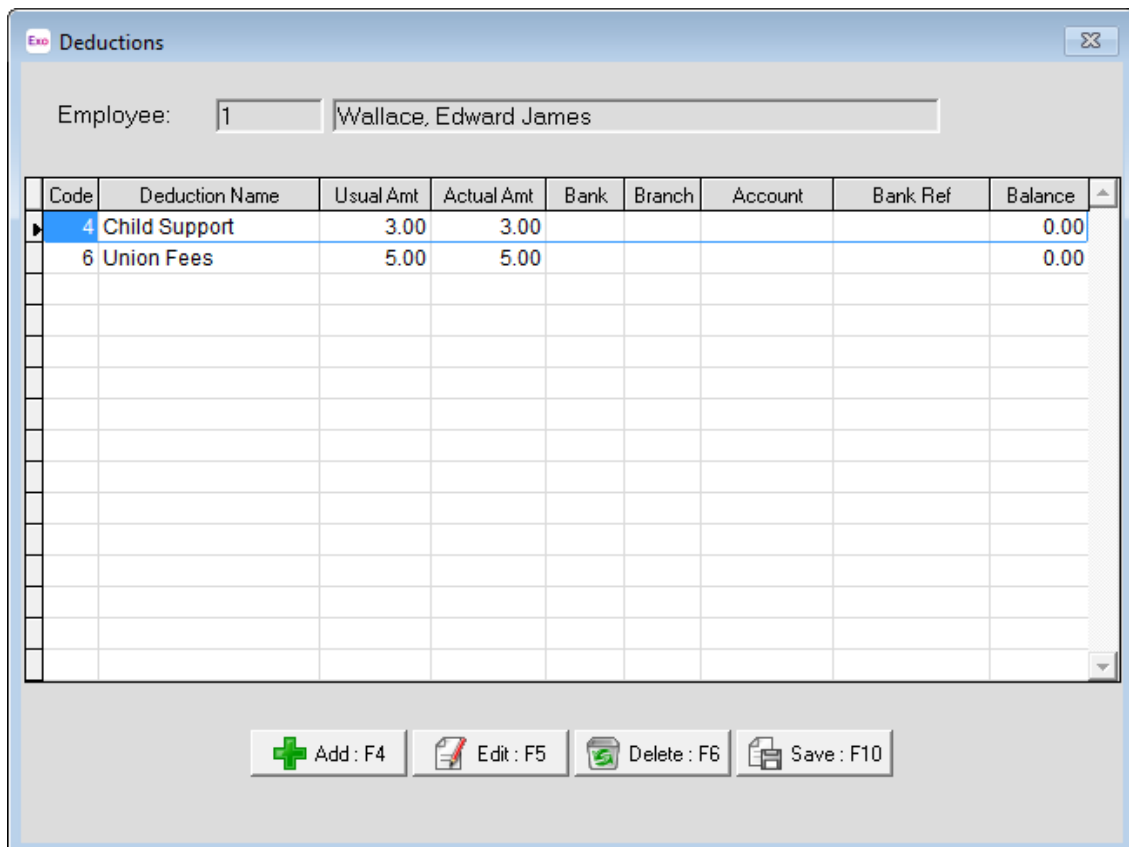 Exo Deductions
Employee: 1 Wallace, Edward James
Code Deduction Name Usual Amt Actual Amt Bank Branch Account Bank Ref Balance
4 Child Support 3.00 3.00 0.00
6 Union Fees 5.00 5.00 0.00
Add : F4 Edit : F5 Delete : F6 Save : F10